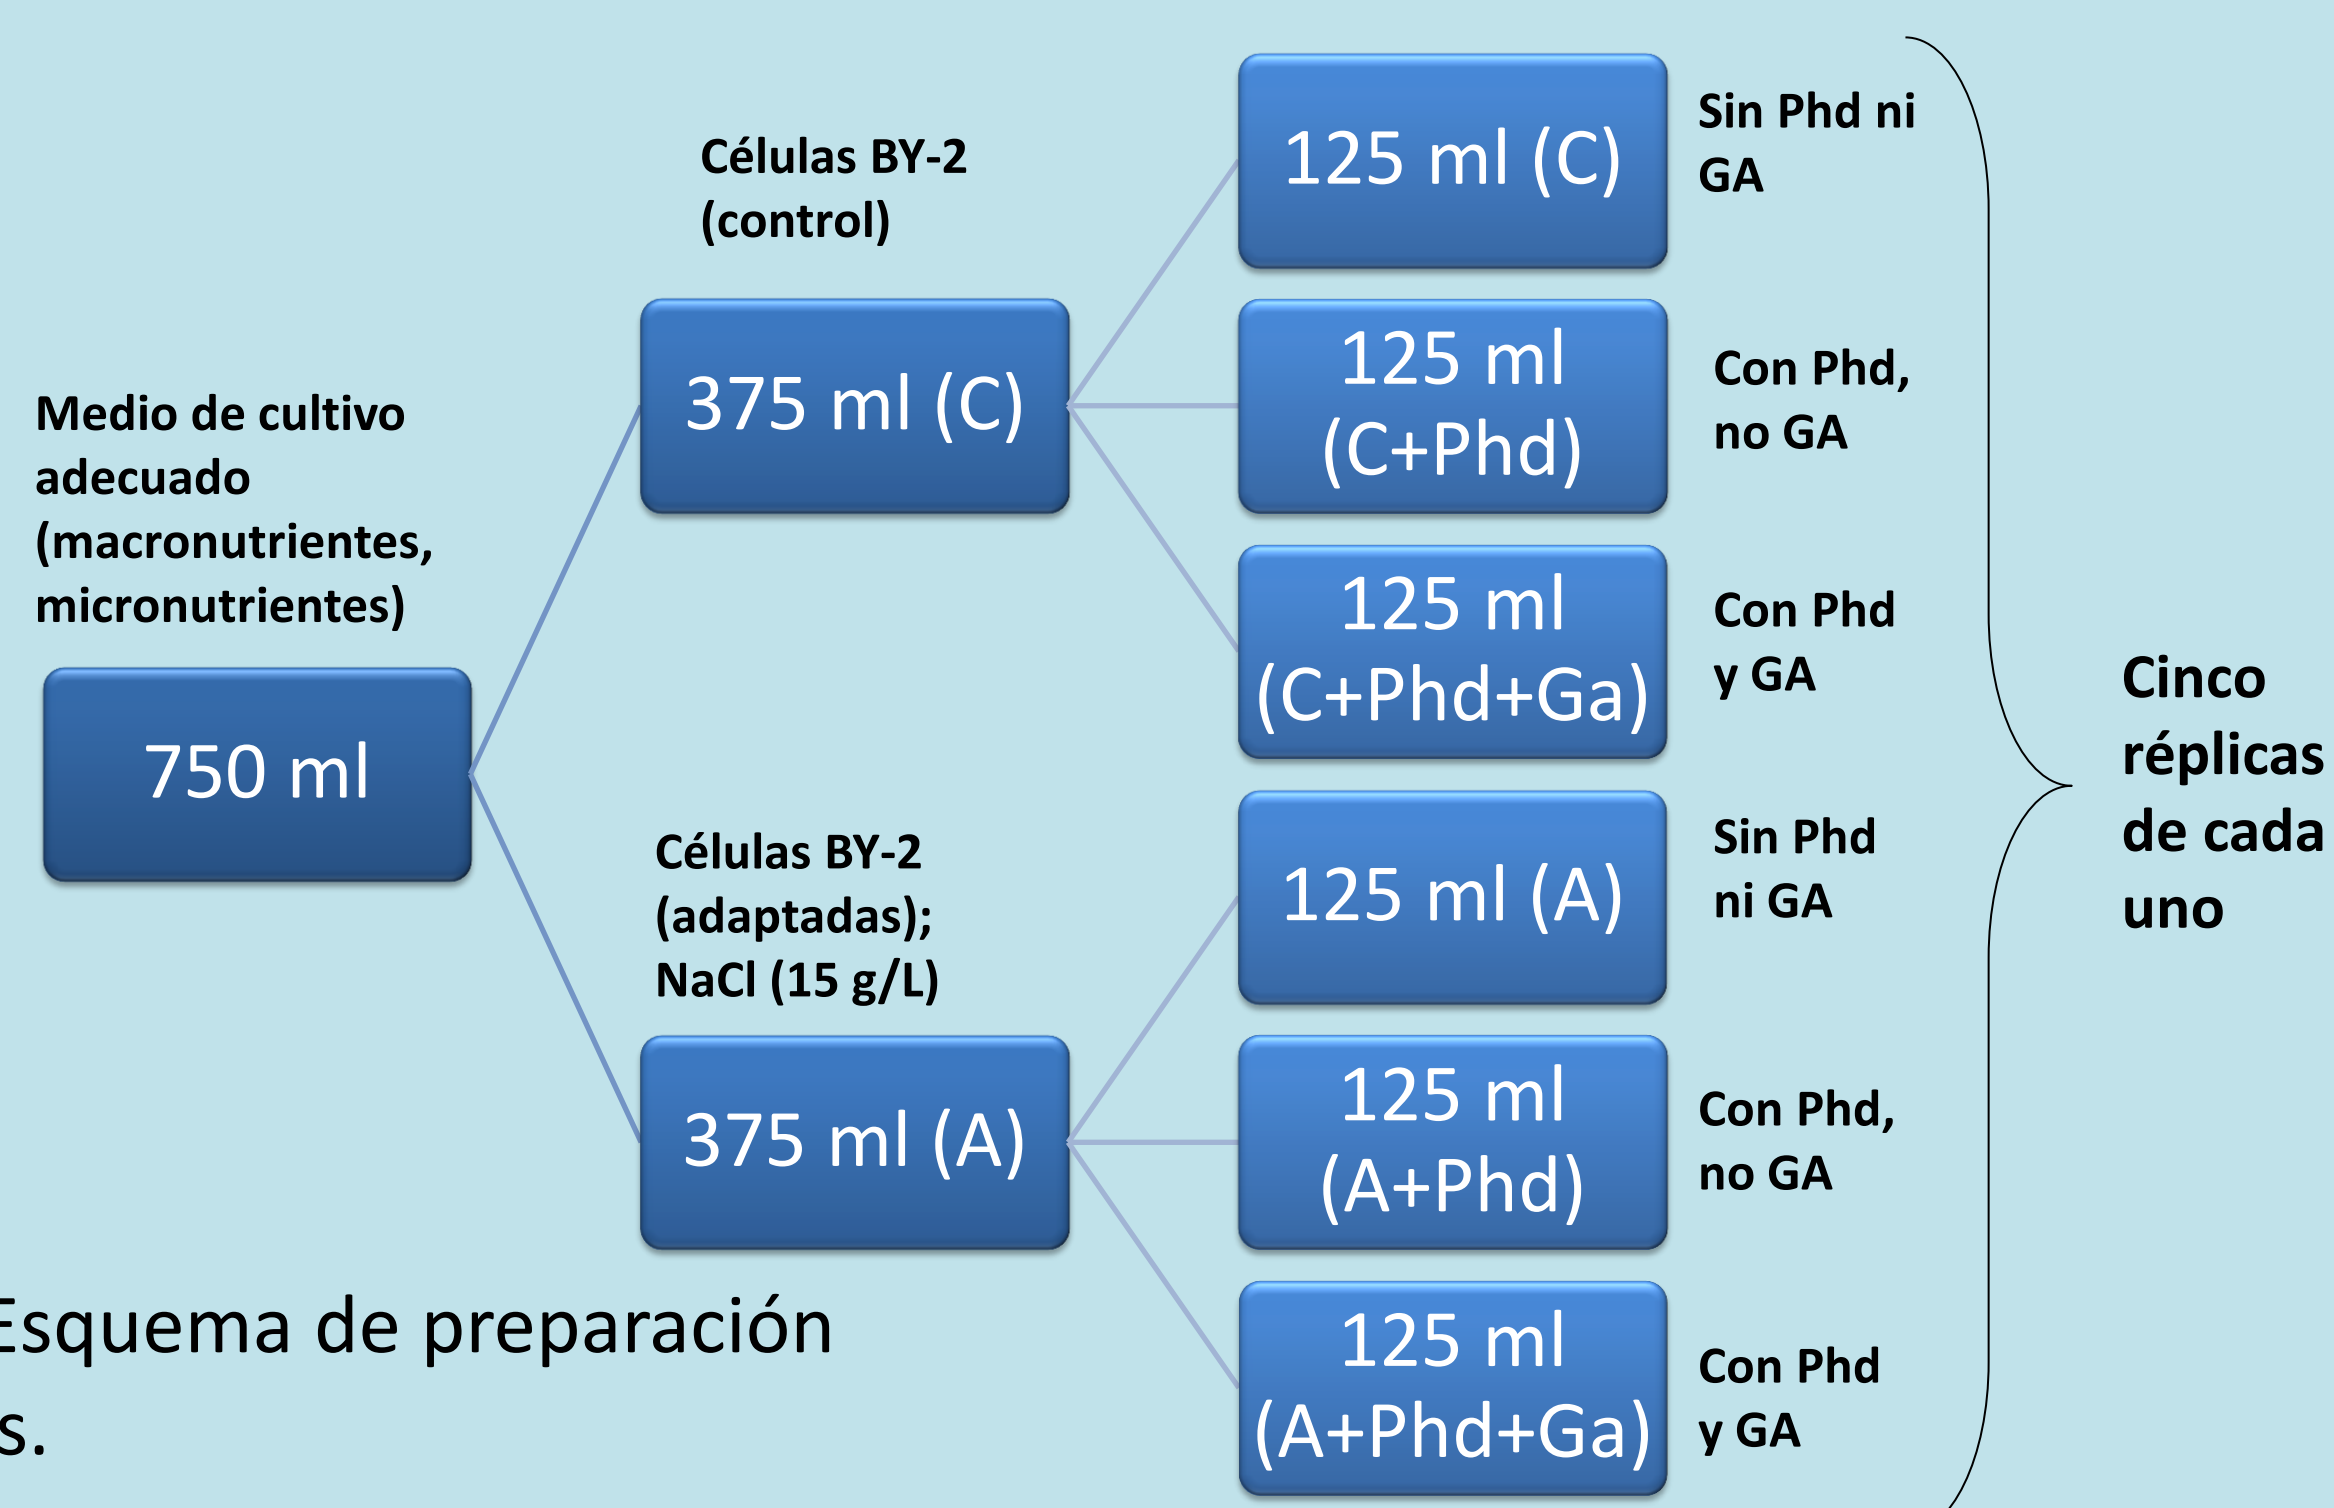 Medio de cultivo
adecuado
(macronutrientes,
micronutrientes)
750 ml
Células BY-2
(control)
375 ml (C)
Células BY-2
(adaptadas);
NaCl (15 g/L)
375 ml (A)
125 ml (C)
Sin Phd ni
GA
125 ml
(C+Phd)
Con Phd,
no GA
125 ml
(C+Phd+Ga)
Con Phd
y GA
125 ml (A)
Sin Phd
ni GA
125 ml
(A+Phd)
Con Phd,
no GA
125 ml
(A+Phd+Ga)
Con Phd
y GA
Cinco
réplicas
de cada
uno
Esquema de preparación
s.